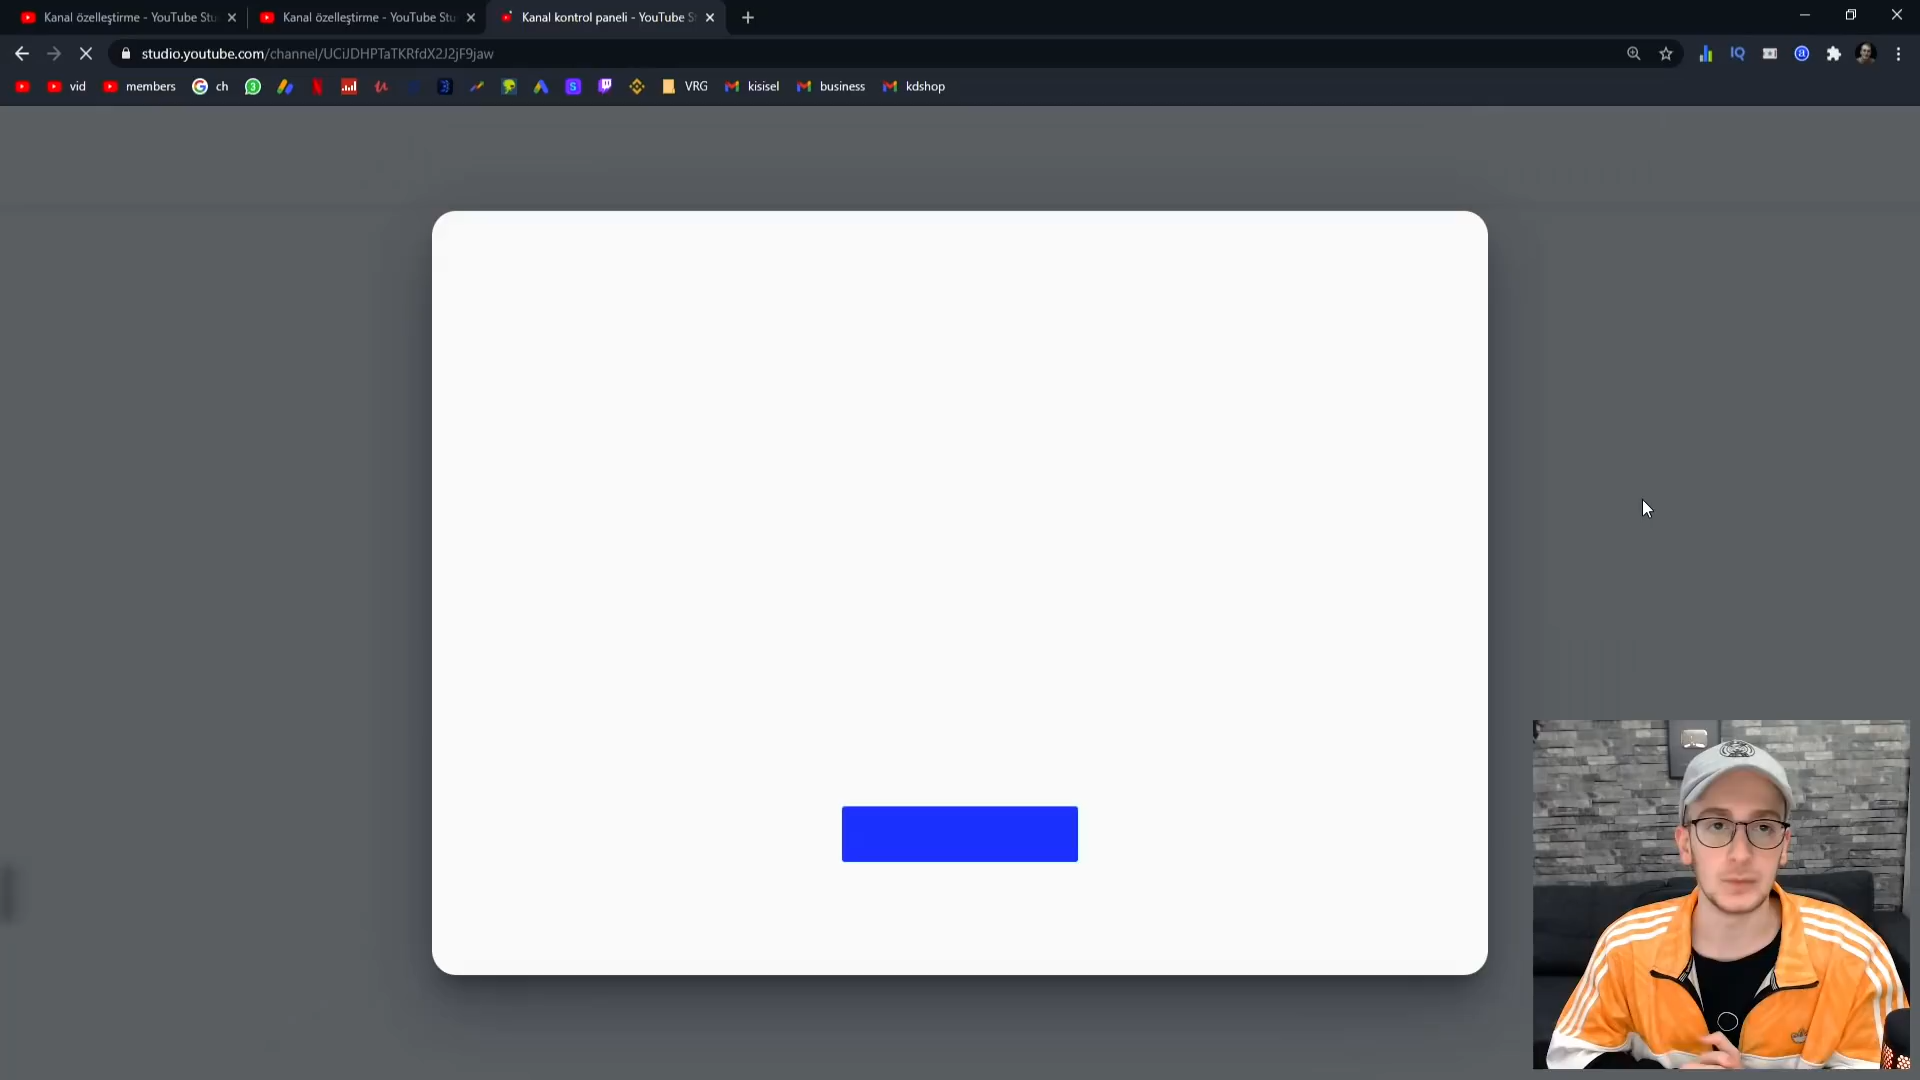 Kanal özelleştirme - YouTube Stu
Kanal özelleştirme - YouTube Stu
Kanal kontrol paneli - YouTube S
studio.youtube.com/channel/UCiJDHPTaTKRfdX2J2jF9jaw
IQ
vid
members
ch
VRG
kisisel
business
kdshop